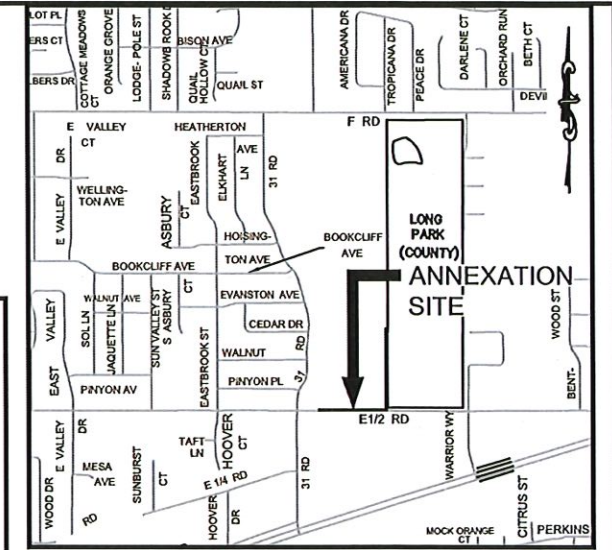 LOT PL
ERS CT
LBERS DR
COTTAGE MEADOWS
CT
ORANGE GROVE
LODGE- POLE ST
SHADOWBROOK D
BISON AVE
QUAIL
HOLLOW CT
QUAIL ST
AMERICANA DR
TROPICANA DR
PEACE DR
DARLENE CT
ORCHARD RUN
BETH CT
DEVIL
E VALLEY
CT
HEATHERTON
AVE
F RD
DR
E VALLEY
WELLING-
TON AVE
ASBURY
CT
EASTBROOK
ELKHART
LN
31 RD
HOISING-
TON AVE
BOOKCLIFF
AVE
LONG
PARK
(COUNTY)
BOOKCLIFF AVE
ANNEXATION
SITE
EAST
VALLEY
SOL LN
WALNUT AVE
JAQUETTE LN
SUN VALLEY ST
S ASBURY
CT
EVANSTON AVE
CEDAR DR
EASTBROOK ST
WALNUT
RD
31
PINYON AV
PINYON PL
WOOD ST
BENT-
E1/2 RD
E VALLEY
DR
TAFT
LN
HOOVER
CT
WOOD DR
MESA
AVE
RD
SUNBURST
CT
E 1/4 RD
HOOVER
DR
31 RD
WARRIOR WY
CITRUS ST
MOCK ORANGE
CT
PERKINS